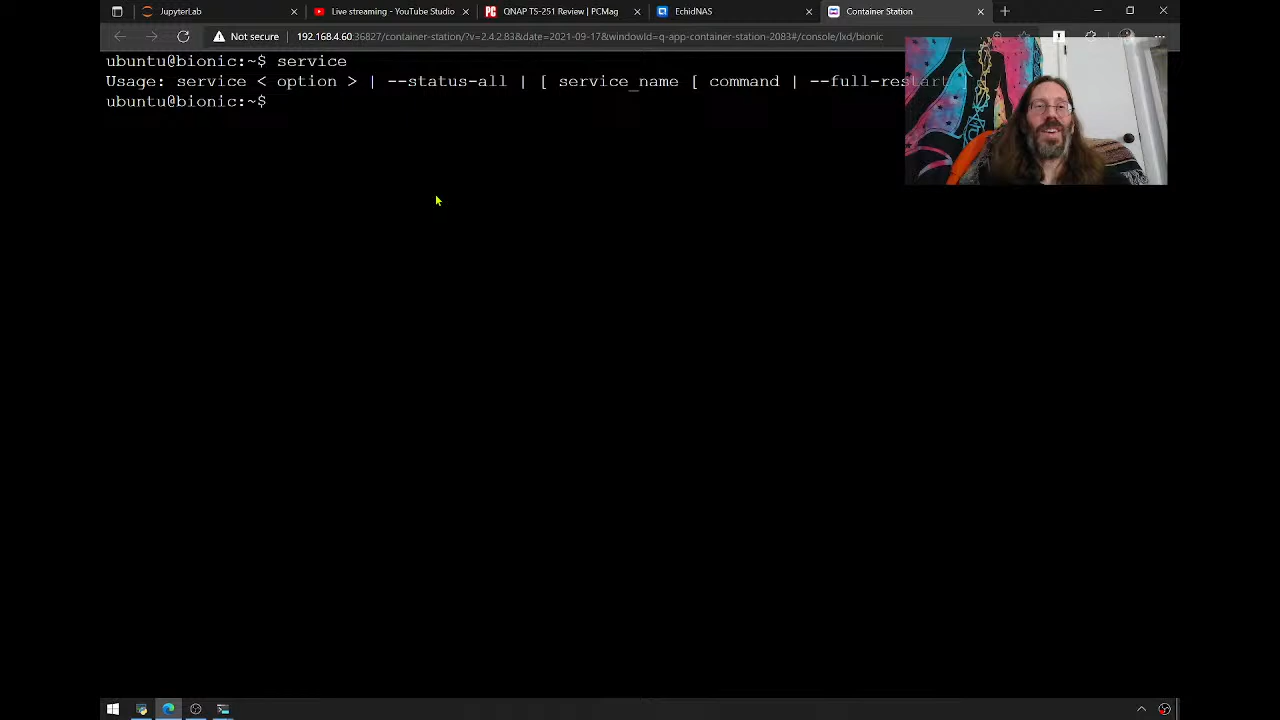 JupyterLab
Live streaming - YouTube Studio
PC QNAP TS-251 Review | PCMag
EchidNAS
Container Station
Not secure
192.168.4.60:36827/container-station/?v=2.4.2.83&date=2021-09-17&windowId=q-app-container-station-2083#/console/lxd/bionic
ubuntu@bionic:~$ service
Usage: service < option > | --status-all | [ service_name [ command | --full-restart
ubuntu@bionic:~$